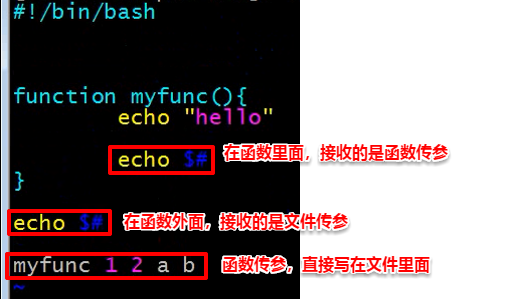 #!/bin/bash
function myfunc(){
echo "hello"
echo $# 在函数里面，接收的是函数传参
}
echo $# 在函数外面，接收的是文件传参
myfunc 1 2 a b 函数传参，直接写在文件里面
~